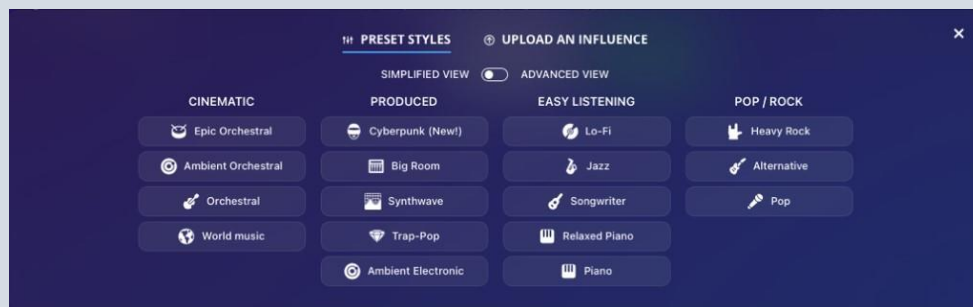 PRESET STYLES
UPLOAD AN INFLUENCE
SIMPLIFIED VIEW
ADVANCED VIEW
CINEMATIC
Epic Orchestral
Ambient Orchestral
Orchestral
World music
PRODUCED
Cyberpunk (New!)
Big Room
Synthwave
Trap-Pop
Ambient Electronic
EASY LISTENING
Lo-Fi
Jazz
Songwriter
Relaxed Piano
Piano
POP / ROCK
Heavy Rock
Alternative
Pop